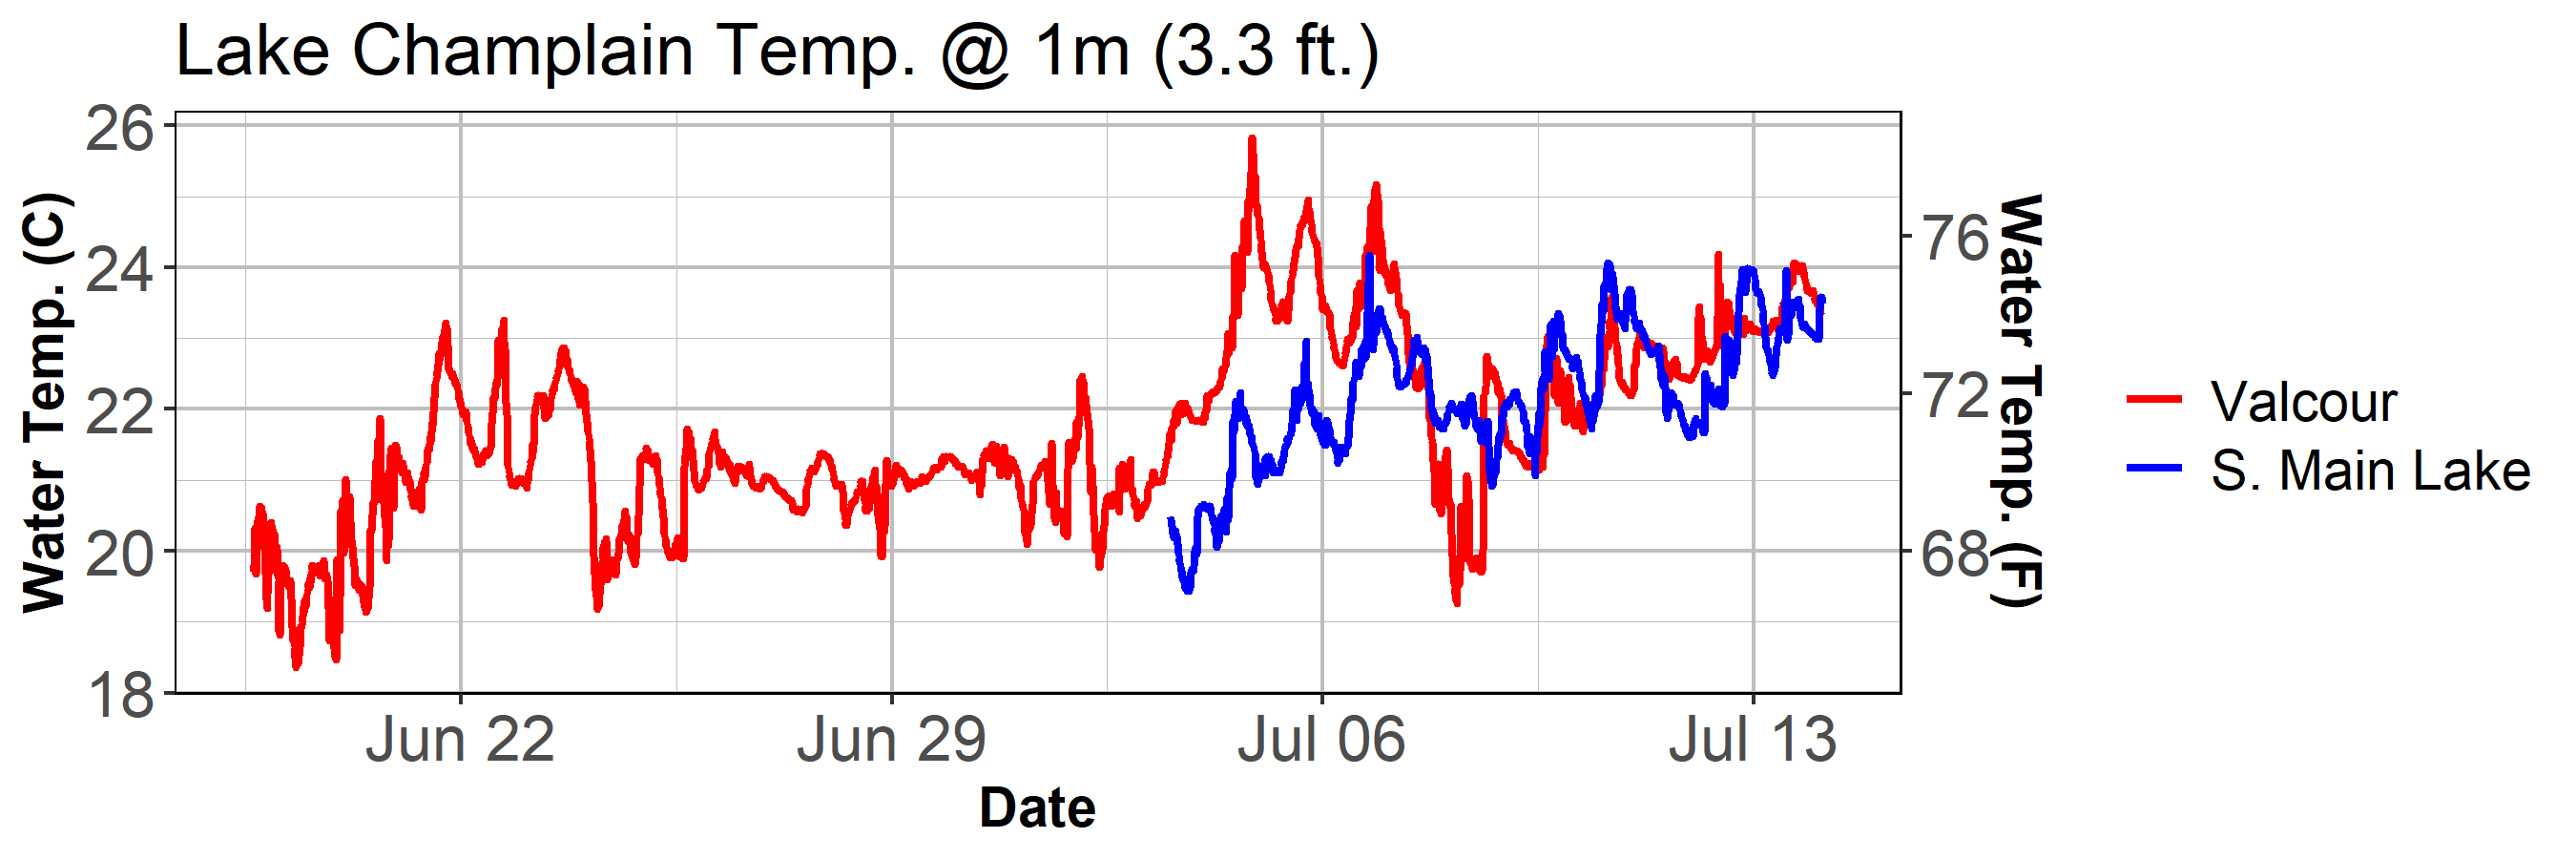 Lake Champlain Temp. @ 1m (3.3 ft.)
Water Temp. (C)
26
24
22
20
18
76
72
68
Water Temp. (F)
Jun 22
Jun 29
Jul 06
Jul 13
Date
Valcour
S. Main Lake